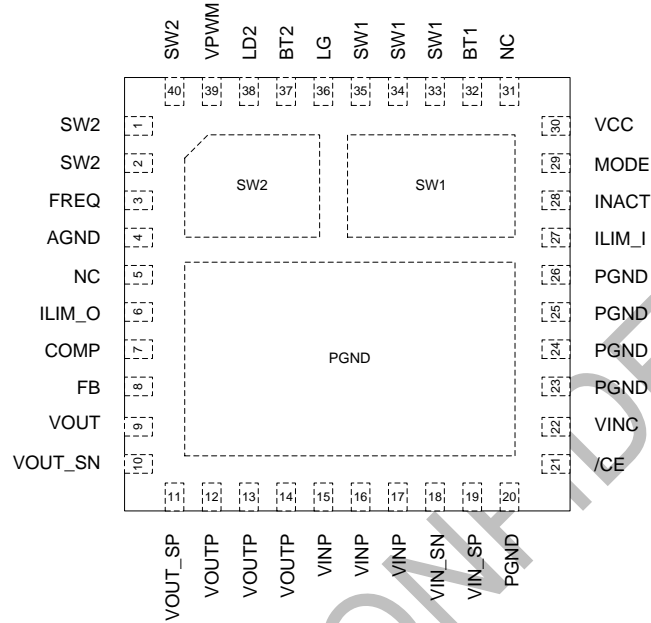 SW2 VPWM LD2 BT2 LG SW1 SW1 SW1 BT1 NC
40 39 38 37 36 35 34 33 32 31
SW2 1 30 VCC
SW2 2 29 MODE
FREQ 3 28 INACT
AGND 4 27 ILIM_I
SW2 SW1
NC 5 26 PGND
ILIM_O 6 25 PGND
COMP 7 24 PGND
PGND
FB 8 23 PGND
VOUT 9 22 VINC
VOUT_SN 10 21 /CE
11 12 13 14 15 16 17 18 19 20
VOUT_SP VOUTP VOUTP VOUTP VINP VINP VINP VIN_SN VIN_SP PGND